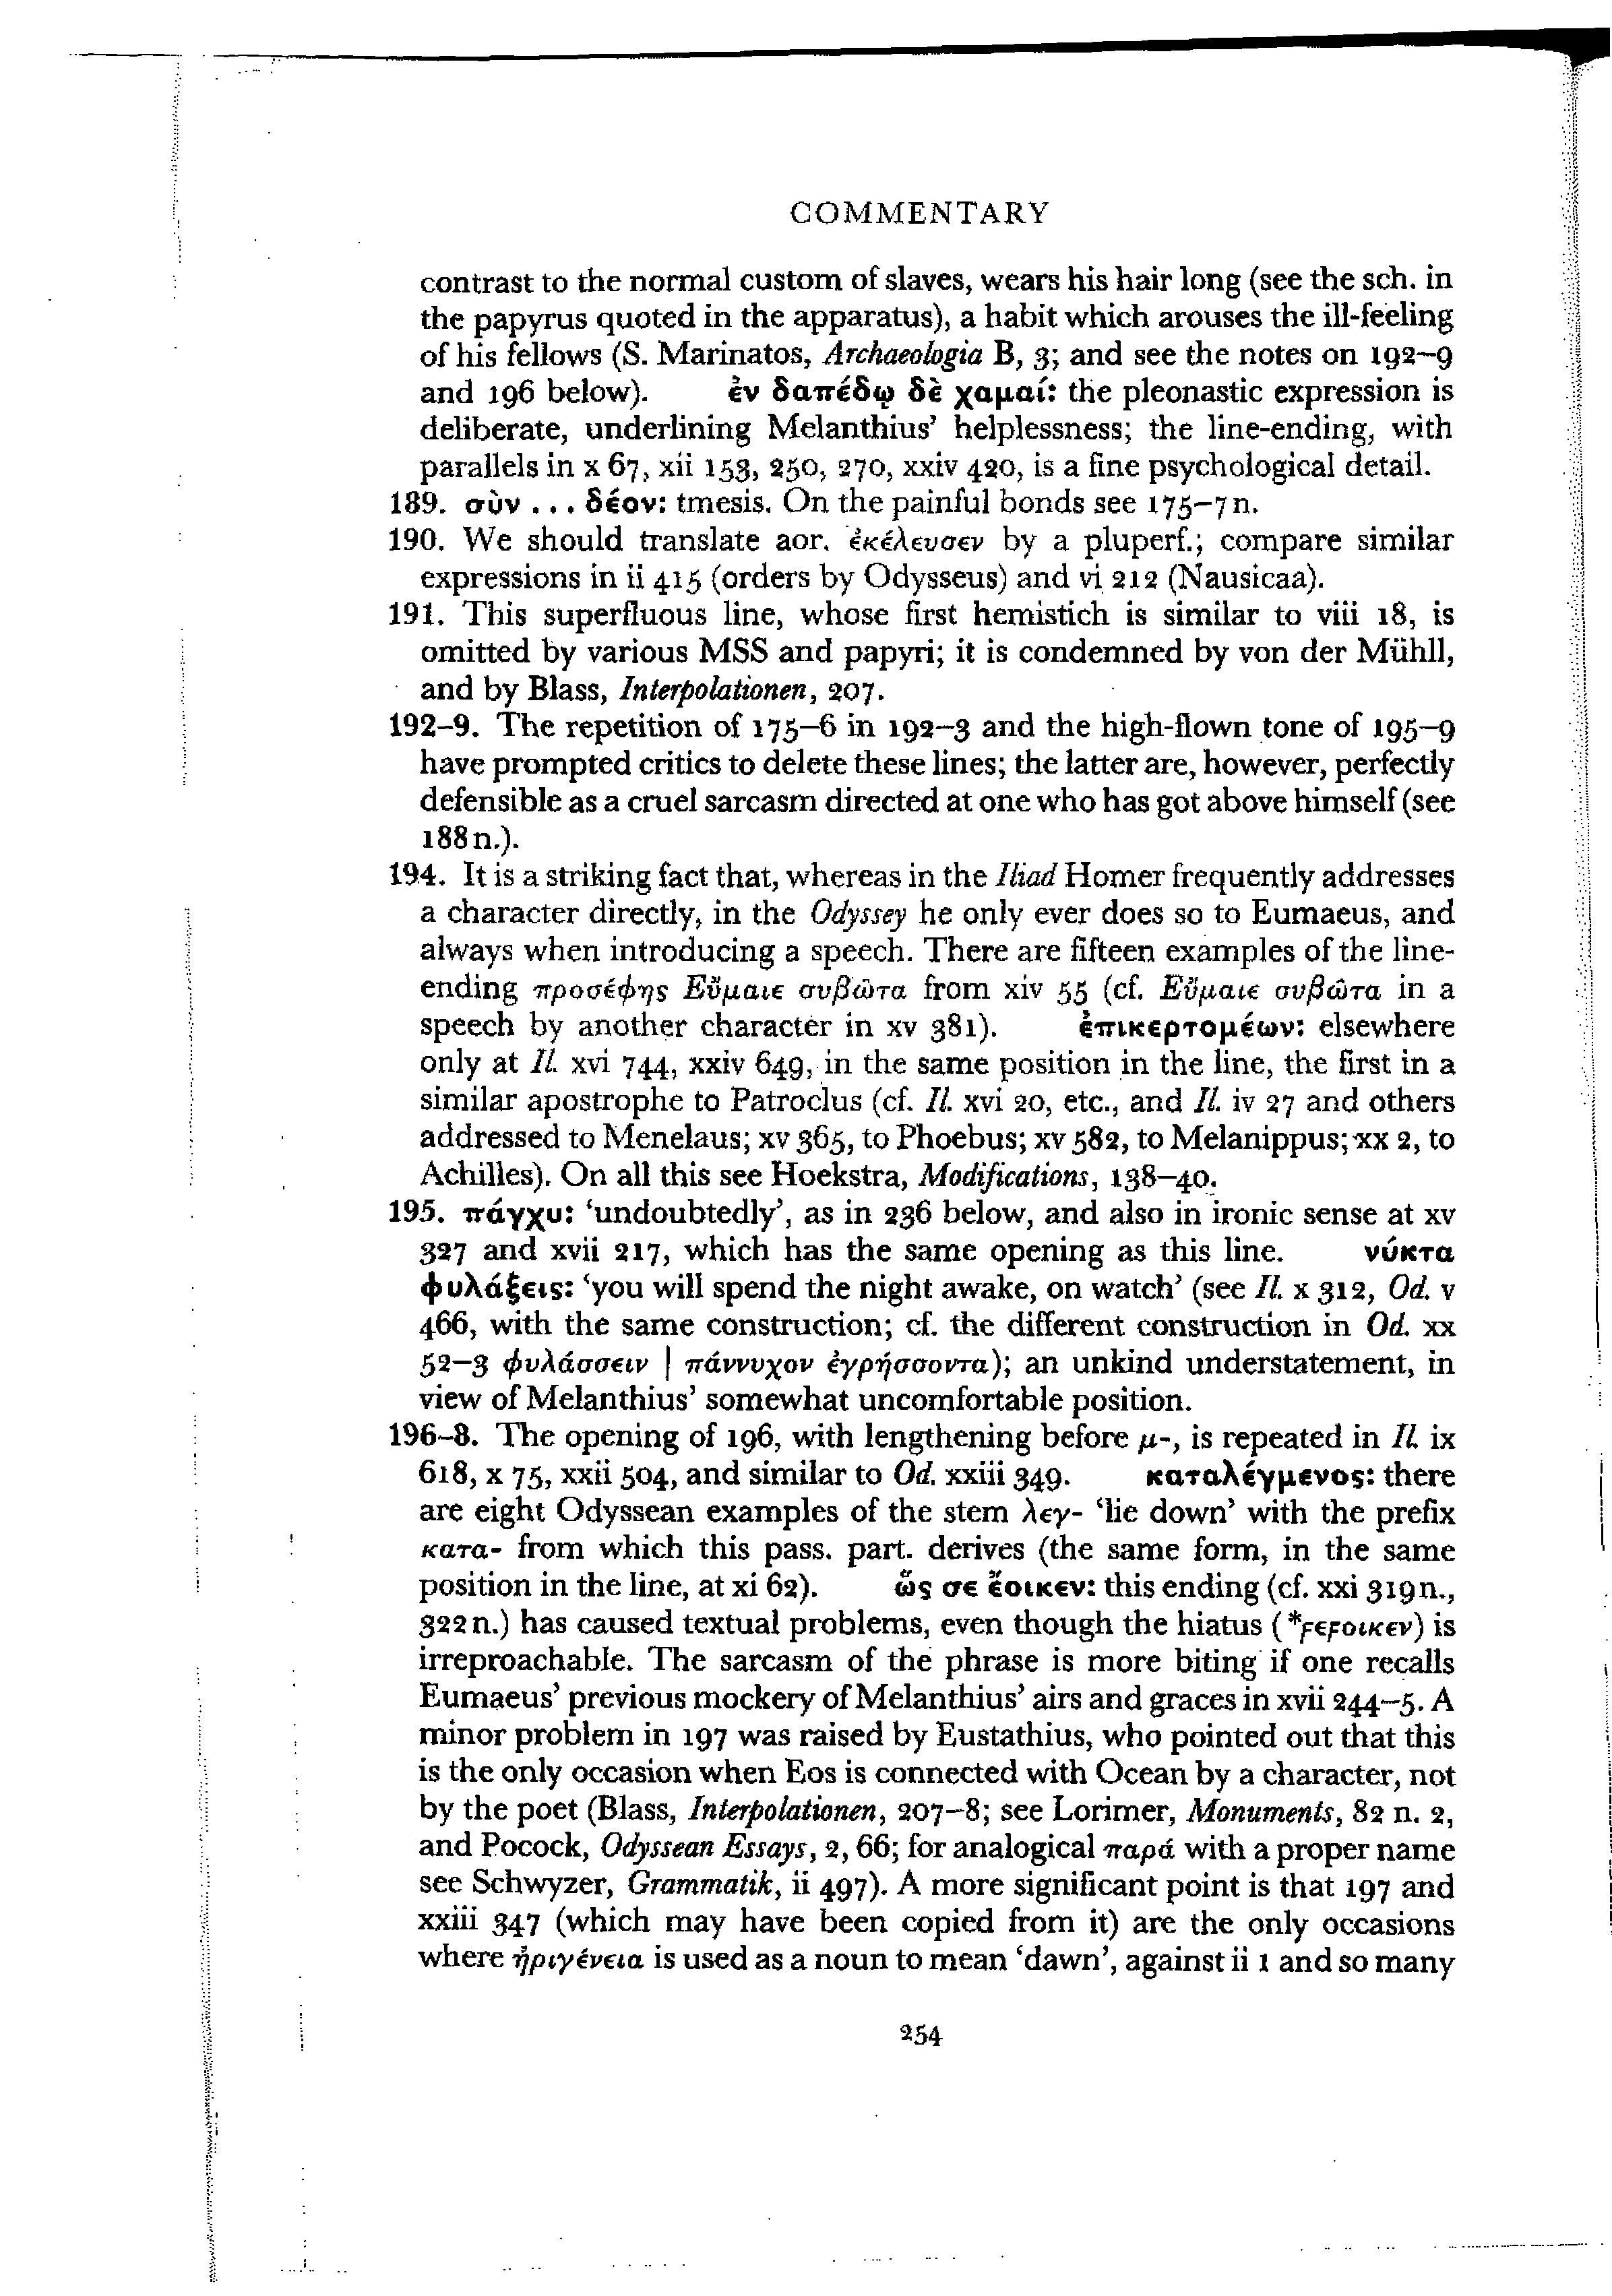 COMMENTARY
contrast to the normal custom of slaves, wears his hair long (see the sch. in
the papyrus quoted in the apparatus), a habit which arouses the ill-feeling
of his fellows (S. Marinatos, Archaeologia B, 3; and see the notes on 192–9
and 196 below). ἐν δαπέδῳ δὲ χαμαί: the pleonastic expression is
deliberate, underlining Melanthius’ helplessness; the line-ending, with
parallels in x 67, xii 153, 250, 270, xxiv 420, is a fine psychological detail.
189. σὺν . . . δέον: tmesis. On the painful bonds see 175–7 n.
190. We should translate aor. ἐκέλευσεν by a pluperf.; compare similar
expressions in ii 415 (orders by Odysseus) and vi 212 (Nausicaa).
191. This superfluous line, whose first hemistich is similar to viii 18, is
omitted by various MSS and papyri; it is condemned by von der Mühll,
and by Blass, Interpolationen, 207.
192–9. The repetition of 175–6 in 192–3 and the high-flown tone of 195–9
have prompted critics to delete these lines; the latter are, however, perfectly
defensible as a cruel sarcasm directed at one who has got above himself (see
188 n.).
194. It is a striking fact that, whereas in the Iliad Homer frequently addresses
a character directly, in the Odyssey he only ever does so to Eumaeus, and
always when introducing a speech. There are fifteen examples of the line-
ending προσέφης Εὔμαιε συβῶτα from xiv 55 (cf. Εὔμαιε συβῶτα in a
speech by another character in xv 381). ἐπικερτομέων: elsewhere
only at Il. xvi 744, xxiv 649, in the same position in the line, the first in a
similar apostrophe to Patroclus (cf. Il. xvi 20, etc., and Il. iv 27 and others
addressed to Menelaus; xv 365, to Phoebus; xv 582, to Melanippus; xx 2, to
Achilles). On all this see Hoekstra, Modifications, 138–40.
195. πάγχυ: ‘undoubtedly’, as in 236 below, and also in ironic sense at xv
327 and xvii 217, which has the same opening as this line. νύκτα
φυλάξεις: ‘you will spend the night awake, on watch’ (see Il. x 312, Od. v
466, with the same construction; cf. the different construction in Od. xx
52–3 φυλάσσειν | πάννυχον ἐγρήσσοντα); an unkind understatement, in
view of Melanthius’ somewhat uncomfortable position.
196–8. The opening of 196, with lengthening before μ-, is repeated in Il. ix
618, x 75, xxii 504, and similar to Od. xxiii 349. καταλέγμενος: there
are eight Odyssean examples of the stem λεγ- ‘lie down’ with the prefix
κατα- from which this pass. part. derives (the same form, in the same
position in the line, at xi 62). ὥς σε ἔοικεν: this ending (cf. xxi 319 n.,
322 n.) has caused textual problems, even though the hiatus (*ϝεϝοικεν) is
irreproachable. The sarcasm of the phrase is more biting if one recalls
Eumaeus’ previous mockery of Melanthius’ airs and graces in xvii 244–5. A
minor problem in 197 was raised by Eustathius, who pointed out that this
is the only occasion when Eos is connected with Ocean by a character, not
by the poet (Blass, Interpolationen, 207–8; see Lorimer, Monuments, 82 n. 2,
and Pocock, Odyssean Essays, 2, 66; for analogical παρά with a proper name
see Schwyzer, Grammatik, ii 497). A more significant point is that 197 and
xxiii 347 (which may have been copied from it) are the only occasions
where ἠριγένεια is used as a noun to mean ‘dawn’, against ii 1 and so many
254